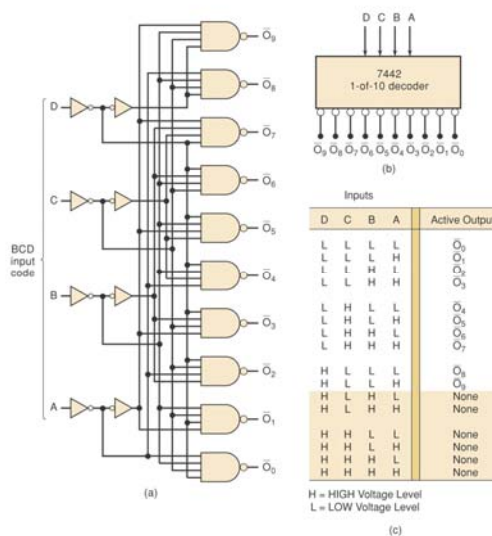 D
C
BCD
input
code
B
A
Ō₉
Ō₈
Ō₇
Ō₆
Ō₅
Ō₄
Ō₃
Ō₂
Ō₁
Ō₀
(a)
D C B A
7442
1-of-10 decoder
Ō₉ Ō₈ Ō₇ Ō₆ Ō₅ Ō₄ Ō₃ Ō₂ Ō₁ Ō₀
(b)
Inputs
D C B A Active Output
L L L L Ō₀
L L L H Ō₁
L L H L Ō₂
L L H H Ō₃
L H L L Ō₄
L H L H Ō₅
L H H L Ō₆
L H H H Ō₇
H L L L Ō₈
H L L H Ō₉
H L H L None
H L H H None
H H L L None
H H L H None
H H H L None
H H H H None
H = HIGH Voltage Level
L = LOW Voltage Level
(c)